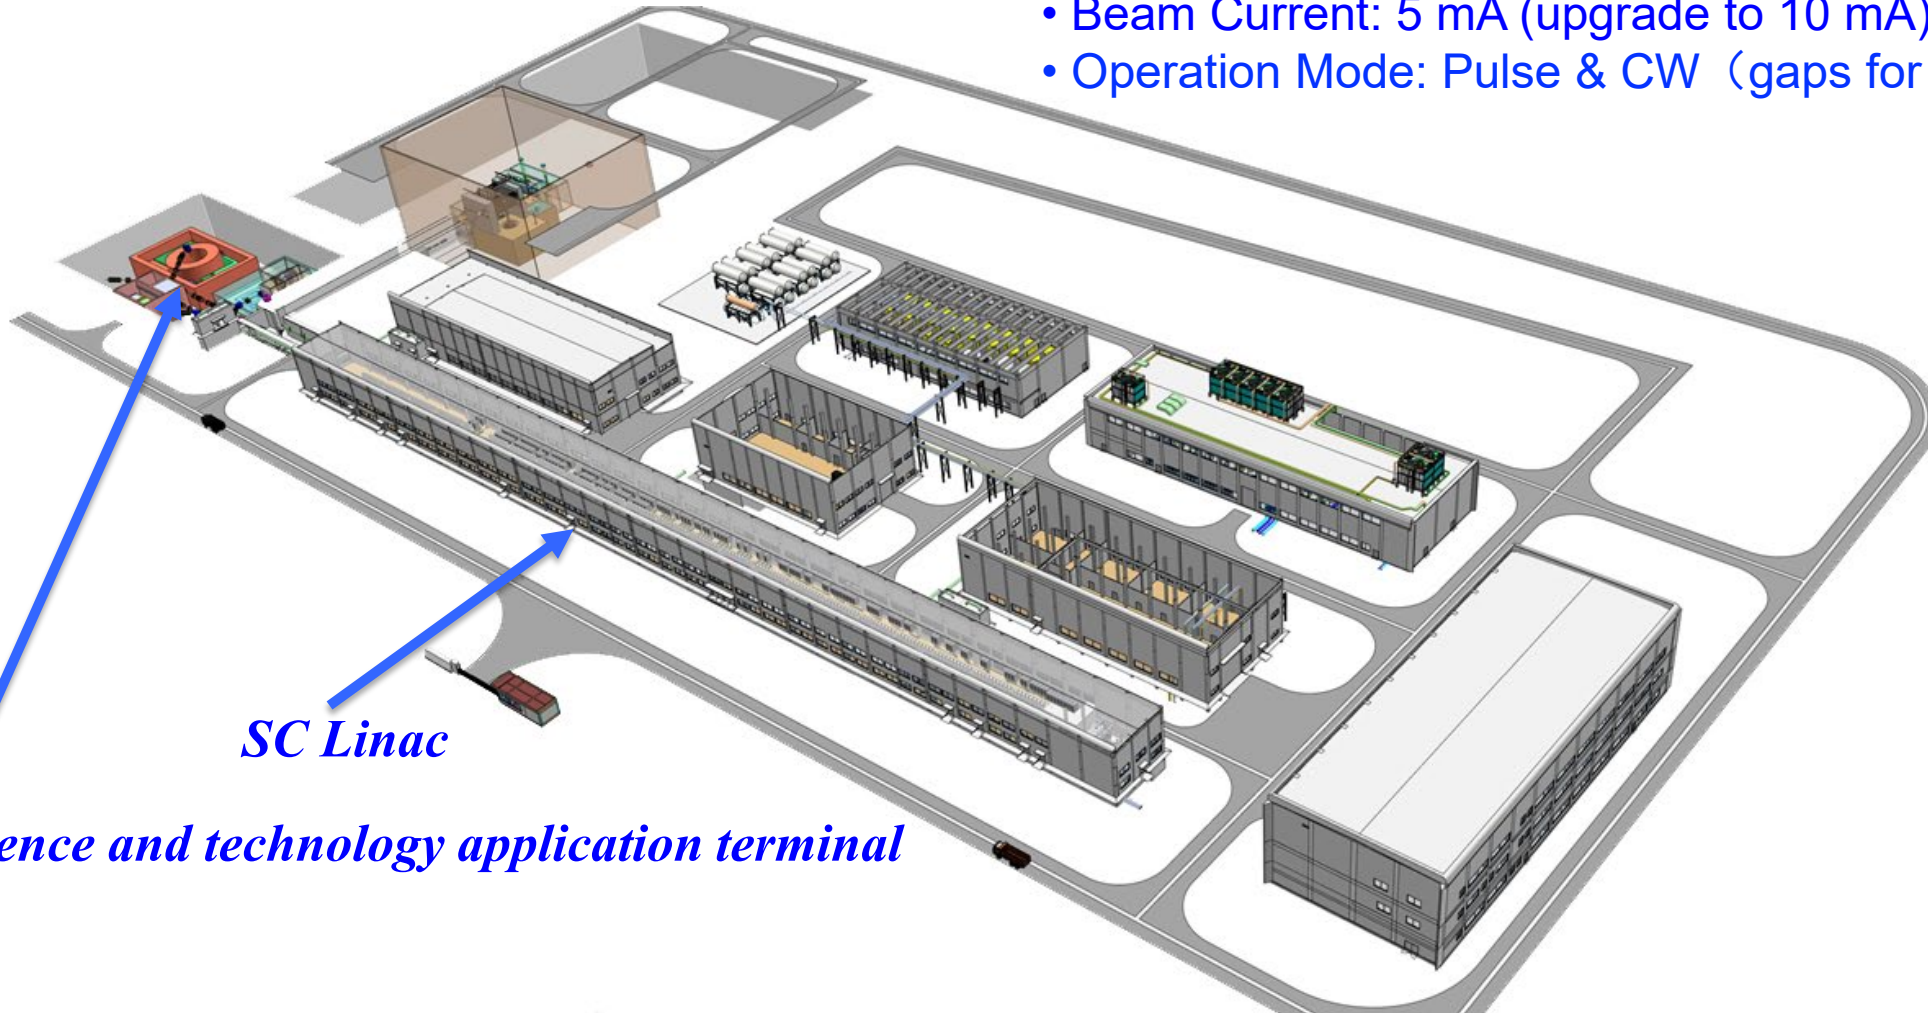 • Beam Current: 5 mA (upgrade to 10 mA)
• Operation Mode: Pulse & CW（gaps for
SC Linac
ence and technology application terminal